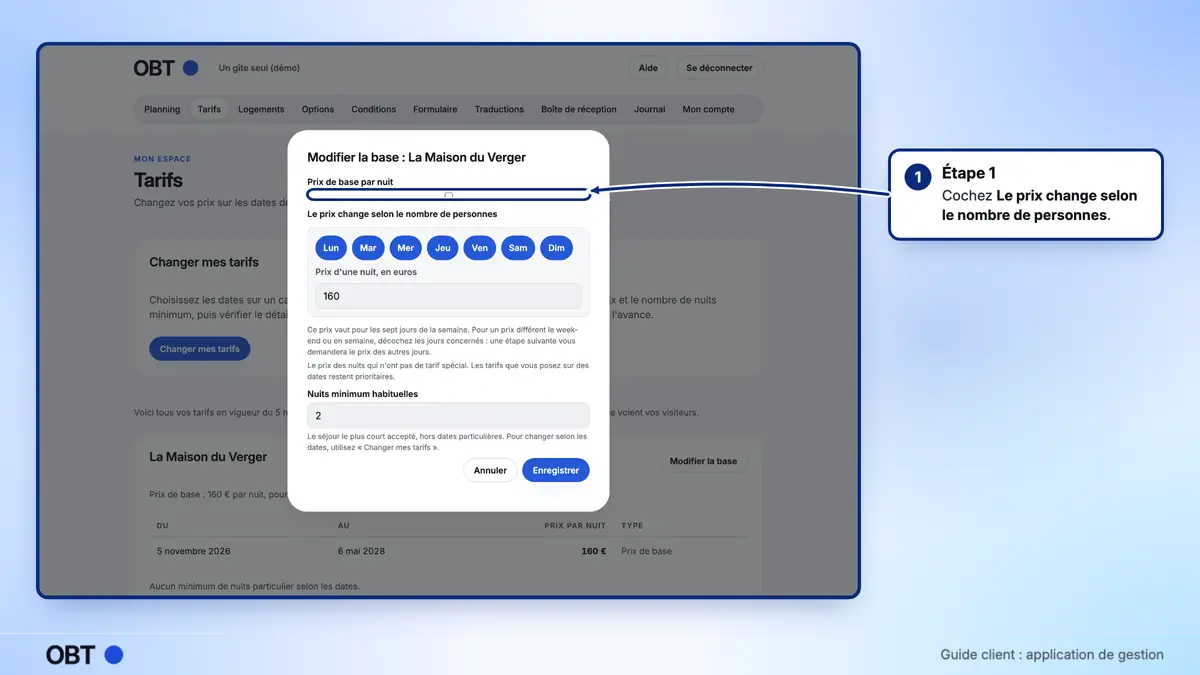 OBT
Un gîte seul (démo)
Aide
Se déconnecter
Planning
Tarifs
Logements
Options
Conditions
Formulaire
Traductions
Boîte de réception
Journal
Mon compte
MON ESPACE
Tarifs
Changez vos prix sur les dates de
Changer mes tarifs
Choisissez les dates sur un ca
x et le nombre de nuits
minimum, puis vérifier le détai
l'avance.
Changer mes tarifs
Voici tous vos tarifs en vigueur du 5 n
e voient vos visiteurs.
La Maison du Verger
Modifier la base
Prix de base : 160 € par nuit, pour
DU
AU
PRIX PAR NUIT
TYPE
5 novembre 2026
6 mai 2028
160 €
Prix de base
Aucun minimum de nuits particulier selon les dates.
Modifier la base : La Maison du Verger
Prix de base par nuit
Le prix change selon le nombre de personnes
Lun
Mar
Mer
Jeu
Ven
Sam
Dim
Prix d'une nuit, en euros
160
Ce prix vaut pour les sept jours de la semaine. Pour un prix différent le week-
end ou en semaine, décochez les jours concernés : une étape suivante vous
demandera le prix des autres jours.
Le prix des nuits qui n'ont pas de tarif spécial. Les tarifs que vous posez sur des
dates restent prioritaires.
Nuits minimum habituelles
2
Le séjour le plus court accepté, hors dates particulières. Pour changer selon les
dates, utilisez « Changer mes tarifs ».
Annuler
Enregistrer
1
Étape 1
Cochez Le prix change selon
le nombre de personnes.
OBT
Guide client : application de gestion